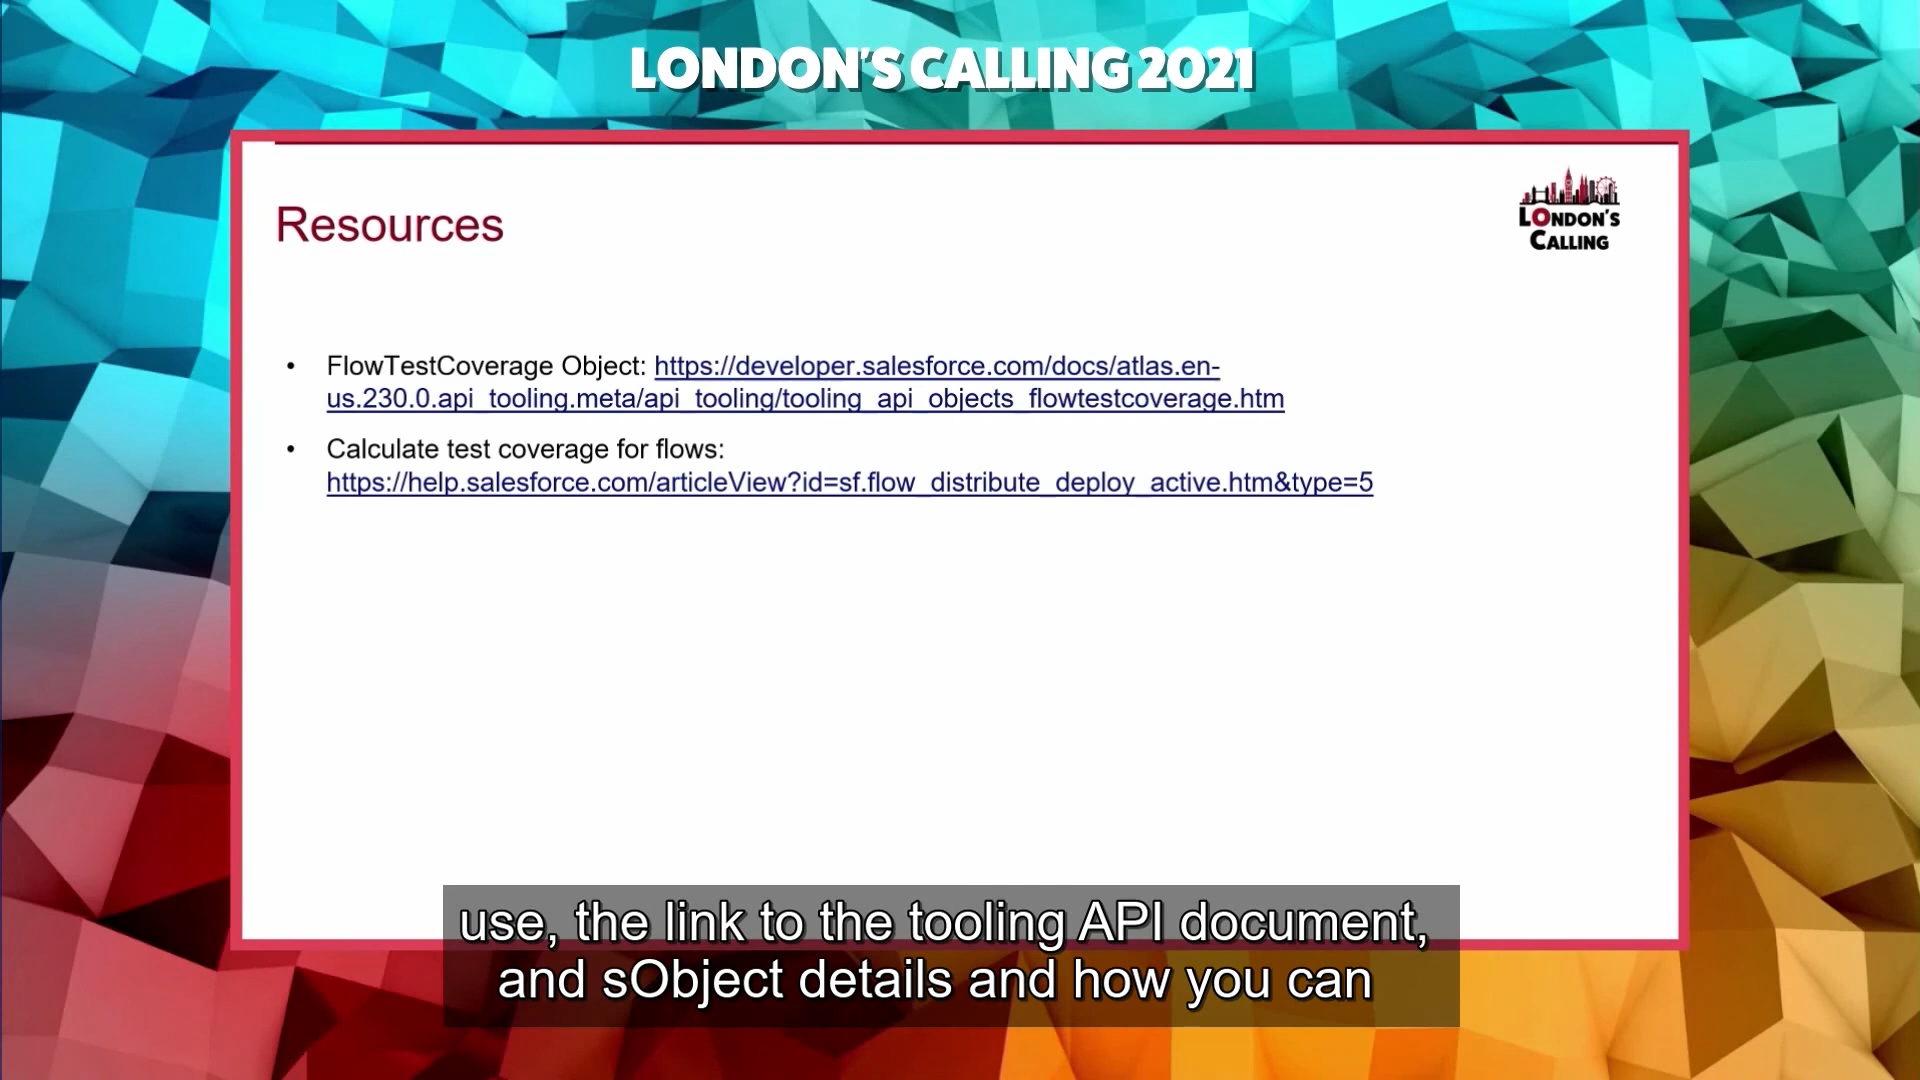 LONDON'S CALLING 2021
LONDON'S
CALLING
Resources
• FlowTestCoverage Object: https://developer.salesforce.com/docs/atlas.en-
us.230.0.api_tooling.meta/api_tooling/tooling_api_objects_flowtestcoverage.htm
• Calculate test coverage for flows:
https://help.salesforce.com/articleView?id=sf.flow_distribute_deploy_active.htm&type=5
use, the link to the tooling API document,
and sObject details and how you can